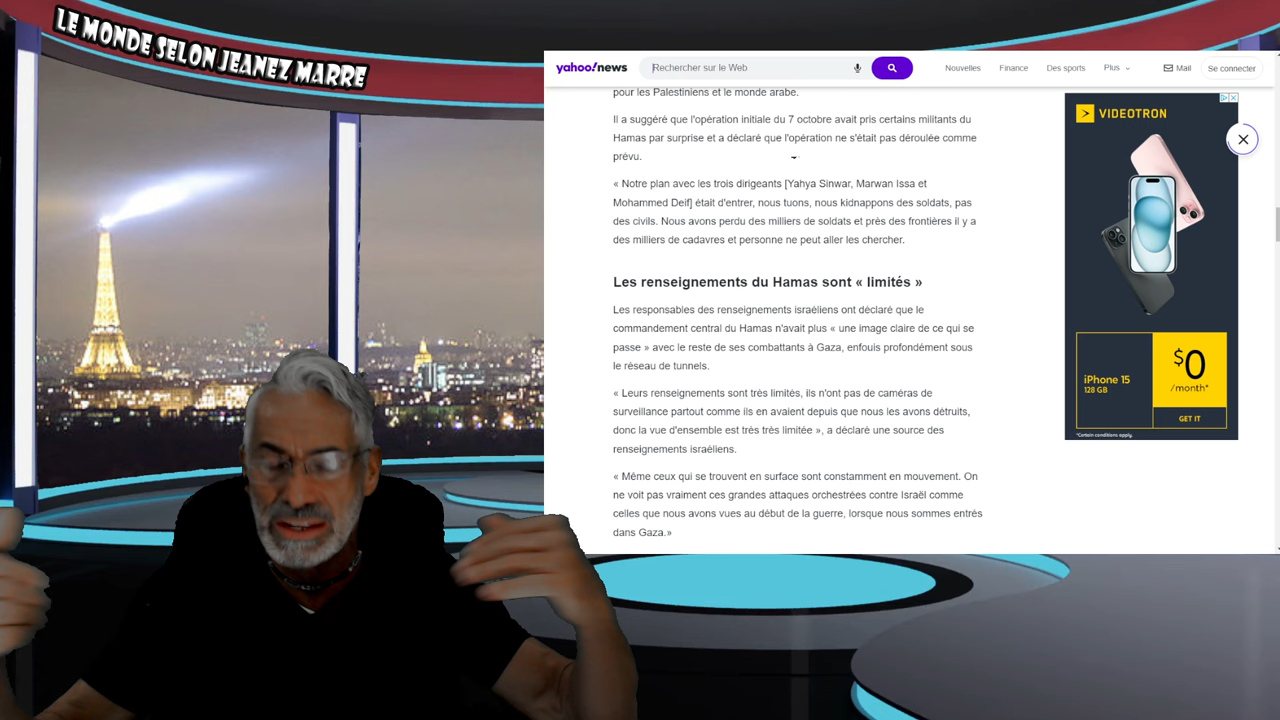 LE MONDE SELON JEANEZ MARRE
yahoo!news
Rechercher sur le Web
Nouvelles
Finance
Des sports
Plus
Mail
Se connecter
pour les Palestiniens et le monde arabe.
Il a suggéré que l'opération initiale du 7 octobre avait pris certains militants du
Hamas par surprise et a déclaré que l'opération ne s'était pas déroulée comme
prévu.
« Notre plan avec les trois dirigeants [Yahya Sinwar, Marwan Issa et
Mohammed Deif] était d'entrer, nous tuons, nous kidnappons des soldats, pas
des civils. Nous avons perdu des milliers de soldats et près des frontières il y a
des milliers de cadavres et personne ne peut aller les chercher.
Les renseignements du Hamas sont « limités »
Les responsables des renseignements israéliens ont déclaré que le
commandement central du Hamas n'avait plus « une image claire de ce qui se
passe » avec le reste de ses combattants à Gaza, enfouis profondément sous
le réseau de tunnels.
« Leurs renseignements sont très limités, ils n'ont pas de caméras de
surveillance partout comme ils en avaient depuis que nous les avons détruits,
donc la vue d'ensemble est très très limitée », a déclaré une source des
renseignements israéliens.
« Même ceux qui se trouvent en surface sont constamment en mouvement. On
ne voit pas vraiment ces grandes attaques orchestrées contre Israël comme
celles que nous avons vues au début de la guerre, lorsque nous sommes entrés
dans Gaza.»
VIDEOTRON
iPhone 15
128 GB
$0
/month*
GET IT
*Certain conditions apply.